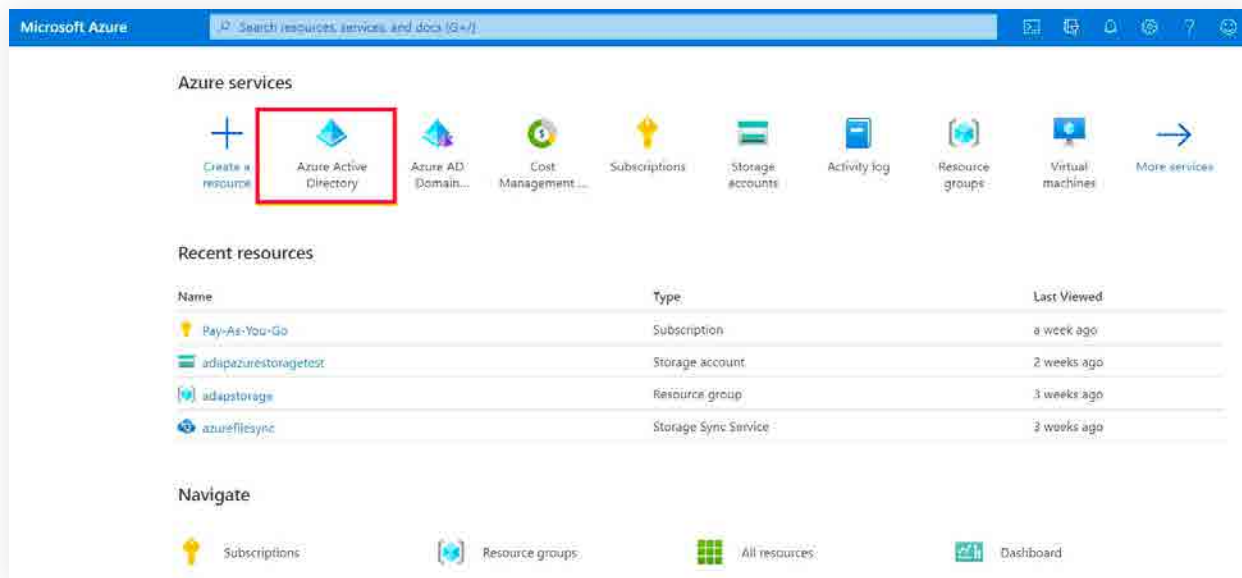 Microsoft Azure
Search resources, services, and docs (G+/)
Azure services
Create a resource
Azure Active Directory
Azure AD Domain...
Cost Management ...
Subscriptions
Storage accounts
Activity log
Resource groups
Virtual machines
More services
Recent resources
Name Type Last Viewed
Pay-As-You-Go Subscription a week ago
adapazurestoragetest Storage account 2 weeks ago
adapstorage Resource group 3 weeks ago
azurefilesync Storage Sync Service 3 weeks ago
Navigate
Subscriptions Resource groups All resources Dashboard